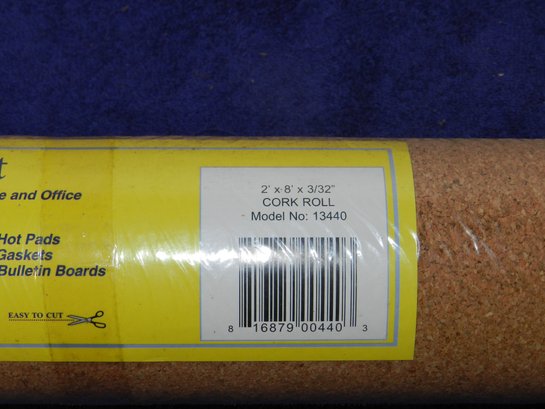 t
e and Office
Hot Pads
Gaskets
Bulletin Boards
EASY TO CUT
2' x 8' x 3/32"
CORK ROLL
Model No: 13440
8 16879 00440 3